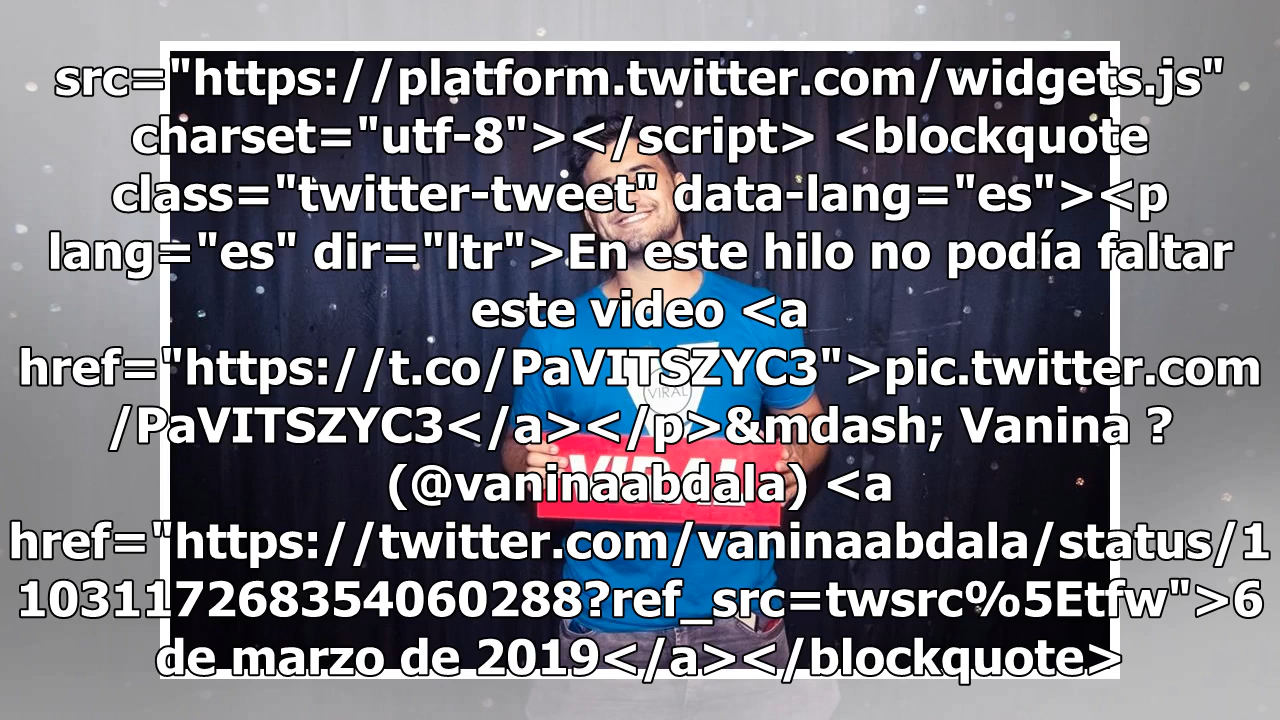 src="https://platform.twitter.com/widgets.js"
charset="utf-8"></script> <blockquote
class="twitter-tweet" data-lang="es"><p
lang="es" dir="ltr">En este hilo no podía faltar
este video <a
href="https://t.co/PaVITSZYC3">pic.twitter.com
/PaVITSZYC3</a></p>&mdash; Vanina ?
(@vaninaabdala) <a
href="https://twitter.com/vaninaabdala/status/1
103117268354060288?ref_src=twsrc%5Etfw">6
de marzo de 2019</a></blockquote>
VIRAL
VIRAL